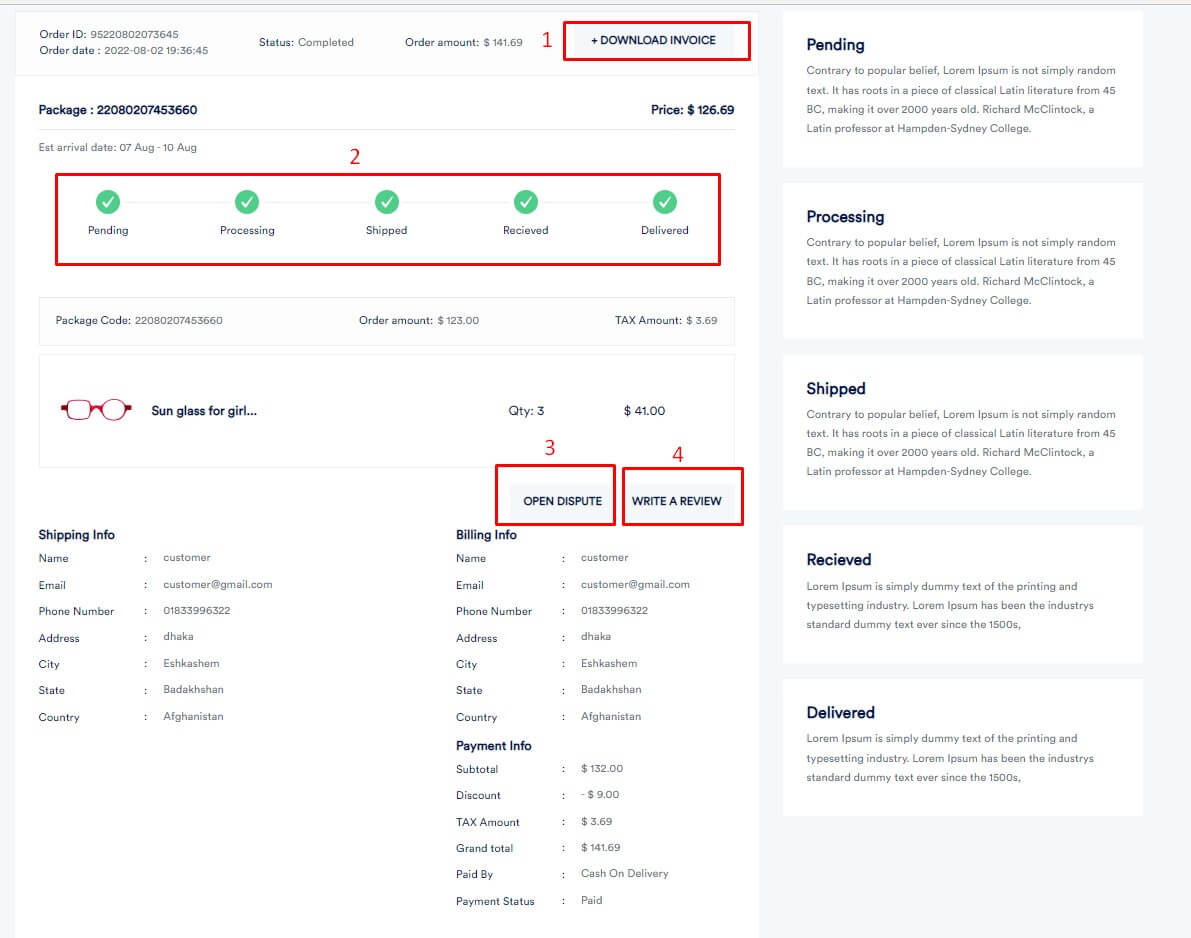 Order ID: 95220802073645
Order date : 2022-08-02 19:36:45
Status: Completed
Order amount: $ 141.69
1
+ DOWNLOAD INVOICE
Package : 22080207453660
Price: $ 126.69
Est arrival date: 07 Aug - 10 Aug
2
Pending
Processing
Shipped
Recieved
Delivered
Package Code: 22080207453660
Order amount: $ 123.00
TAX Amount: $ 3.69
Sun glass for girl...
Qty: 3
$ 41.00
3
4
OPEN DISPUTE
WRITE A REVIEW
Shipping Info
Name : customer
Email : customer@gmail.com
Phone Number : 01833996322
Address : dhaka
City : Eshkashem
State : Badakhshan
Country : Afghanistan
Billing Info
Name : customer
Email : customer@gmail.com
Phone Number : 01833996322
Address : dhaka
City : Eshkashem
State : Badakhshan
Country : Afghanistan
Payment Info
Subtotal : $ 132.00
Discount : - $ 9.00
TAX Amount : $ 3.69
Grand total : $ 141.69
Paid By : Cash On Delivery
Payment Status : Paid
Pending
Contrary to popular belief, Lorem Ipsum is not simply random
text. It has roots in a piece of classical Latin literature from 45
BC, making it over 2000 years old. Richard McClintock, a
Latin professor at Hampden-Sydney College.
Processing
Contrary to popular belief, Lorem Ipsum is not simply random
text. It has roots in a piece of classical Latin literature from 45
BC, making it over 2000 years old. Richard McClintock, a
Latin professor at Hampden-Sydney College.
Shipped
Contrary to popular belief, Lorem Ipsum is not simply random
text. It has roots in a piece of classical Latin literature from 45
BC, making it over 2000 years old. Richard McClintock, a
Latin professor at Hampden-Sydney College.
Recieved
Lorem Ipsum is simply dummy text of the printing and
typesetting industry. Lorem Ipsum has been the industrys
standard dummy text ever since the 1500s,
Delivered
Lorem Ipsum is simply dummy text of the printing and
typesetting industry. Lorem Ipsum has been the industrys
standard dummy text ever since the 1500s,